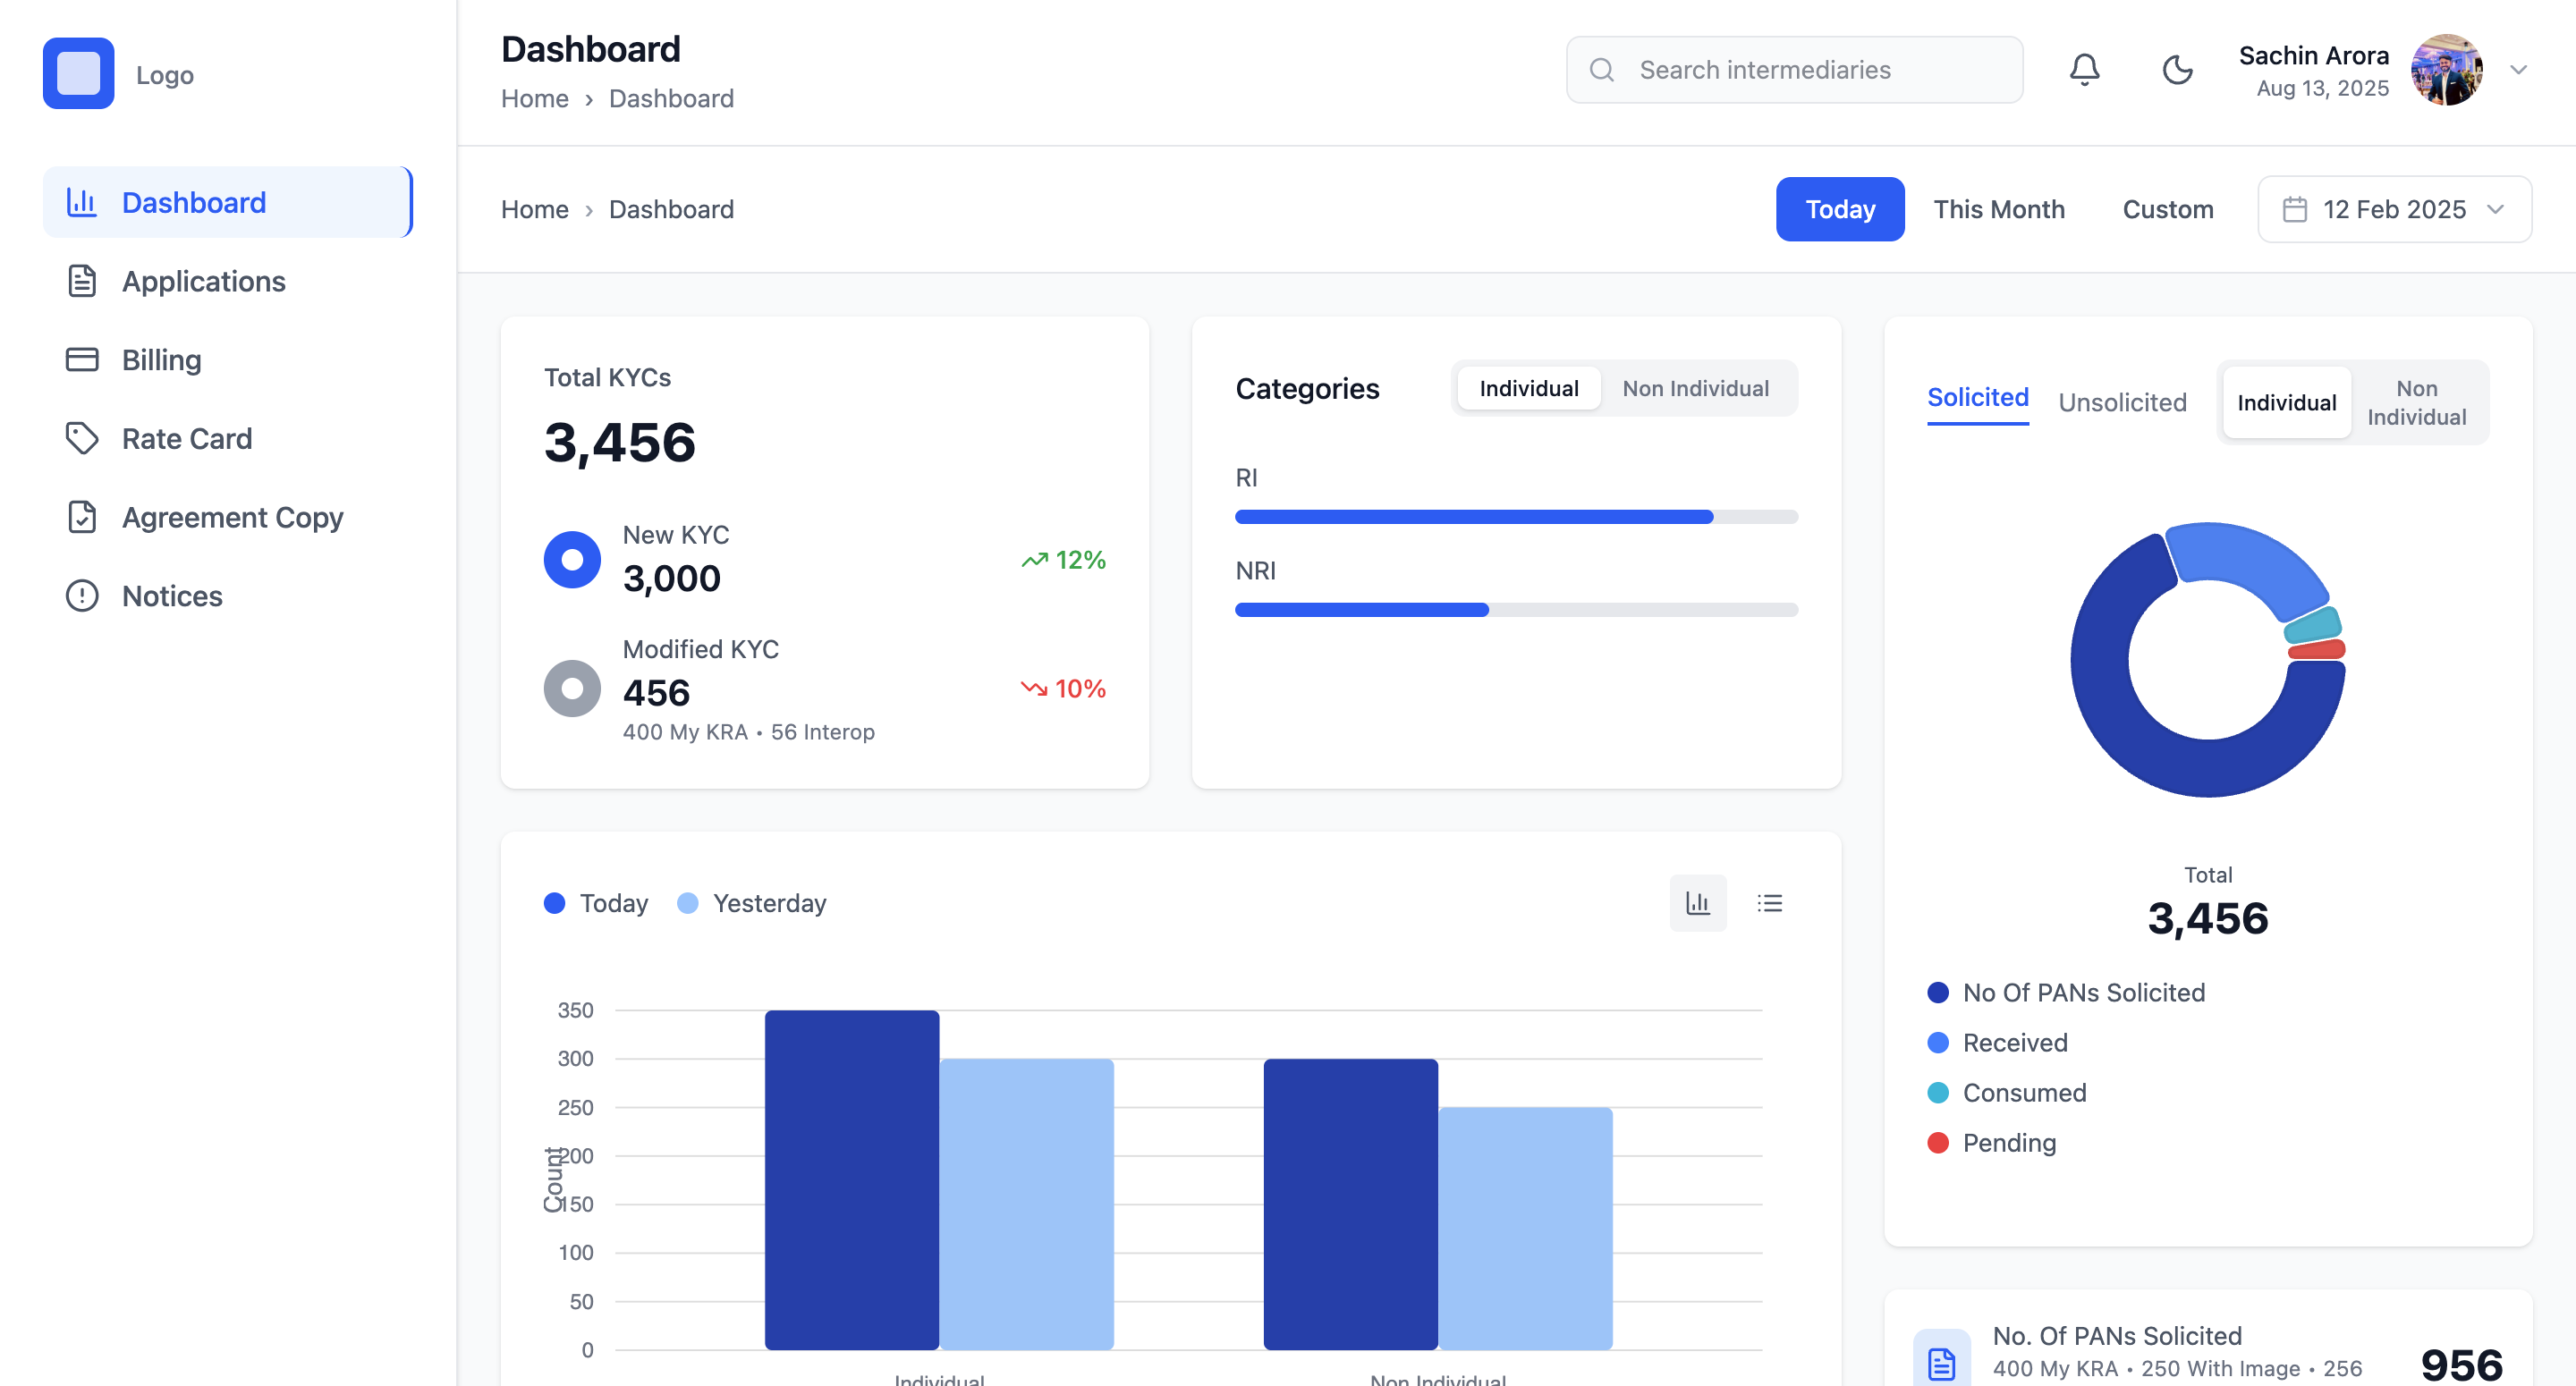 Logo
Dashboard
Applications
Billing
Rate Card
Agreement Copy
Notices
Dashboard
Home › Dashboard
Search intermediaries
Sachin Arora
Aug 13, 2025
Home › Dashboard
Today
This Month
Custom
12 Feb 2025
Total KYCs
3,456
New KYC
3,000
12%
Modified KYC
456
400 My KRA • 56 Interop
10%
Categories
Individual
Non Individual
RI
NRI
Solicited
Unsolicited
Individual
Non
Individual
Total
3,456
No Of PANs Solicited
Received
Consumed
Pending
Today
Yesterday
350
300
250
200
150
100
50
0
Count
Individual
Non Individual
No. Of PANs Solicited
400 My KRA • 250 With Image • 256
956